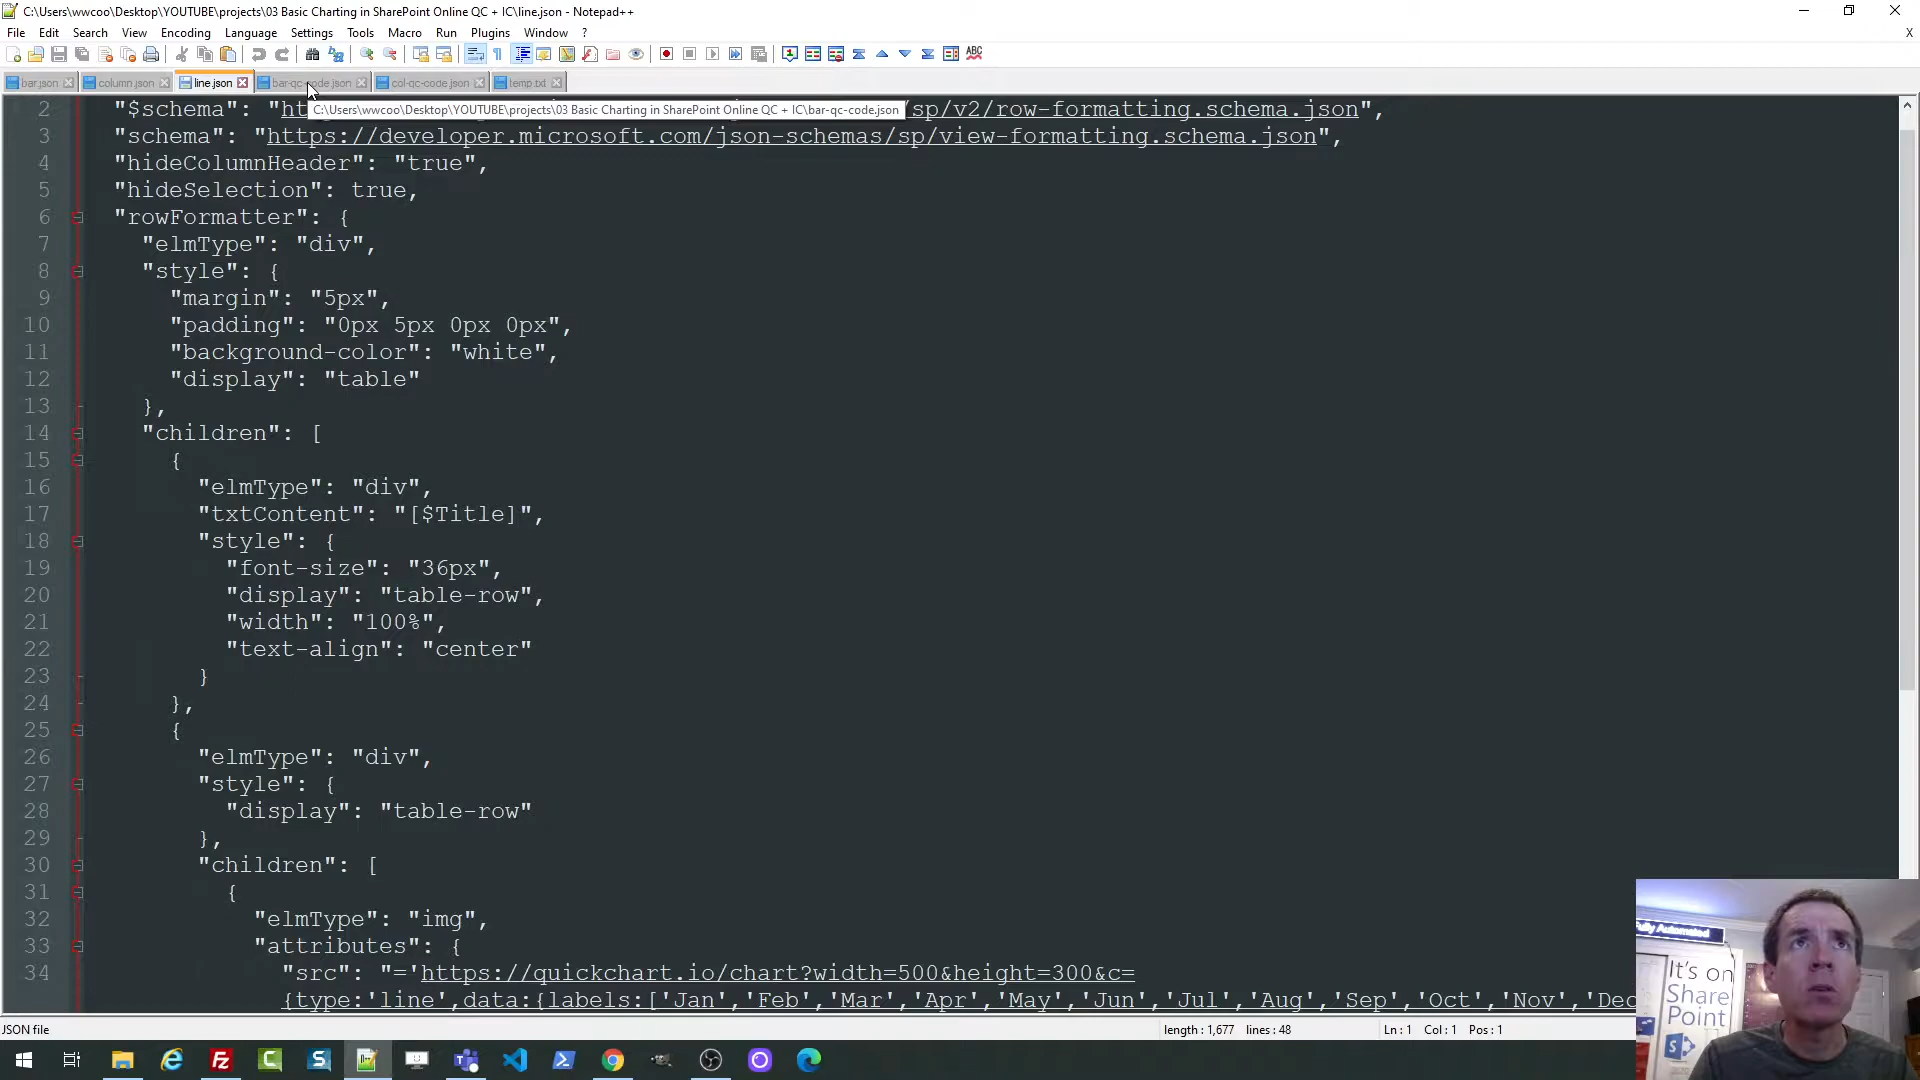 C:\Users\wwcoo\Desktop\YOUTUBE\projects\03 Basic Charting in SharePoint Online QC + IC\line.json - Notepad++
File Edit Search View Encoding Language Settings Tools Macro Run Plugins Window ? X
bar.json column.json line.json bar-qc-code.json col-qc-code.json temp.txt
C:\Users\wwcoo\Desktop\YOUTUBE\projects\03 Basic Charting in SharePoint Online QC + IC\bar-qc-code.json
2 "$schema": "ht /sp/v2/row-formatting.schema.json",
3 "schema": "https://developer.microsoft.com/json-schemas/sp/view-formatting.schema.json",
4 "hideColumnHeader": "true",
5 "hideSelection": true,
6 "rowFormatter": {
7 "elmType": "div",
8 "style": {
9 "margin": "5px",
10 "padding": "0px 5px 0px 0px",
11 "background-color": "white",
12 "display": "table"
13 },
14 "children": [
15 {
16 "elmType": "div",
17 "txtContent": "[$Title]",
18 "style": {
19 "font-size": "36px",
20 "display": "table-row",
21 "width": "100%",
22 "text-align": "center"
23 }
24 },
25 {
26 "elmType": "div",
27 "style": {
28 "display": "table-row"
29 },
30 "children": [
31 {
32 "elmType": "img",
33 "attributes": {
34 "src": "='https://quickchart.io/chart?width=500&height=300&c=
{type:'line',data:{labels:['Jan','Feb','Mar','Apr','May','Jun','Jul','Aug','Sep','Oct','Nov','Dec
Fully Automated
It's on
Share
Point
JSON file length : 1,677 lines : 48 Ln : 1 Col : 1 Pos : 1